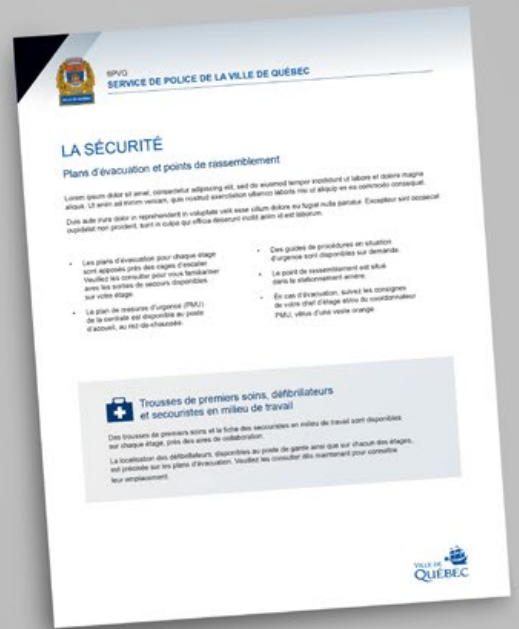 SPVQ
SERVICE DE POLICE DE LA VILLE DE QUÉBEC
LA SÉCURITÉ
Plans d'évacuation et points de rassemblement
Lorem ipsum dolor sit amet, consectetur adipiscing elit, sed do eiusmod tempor incididunt ut labore et dolore magna
aliqua. Ut enim ad minim veniam, quis nostrud exercitation ullamco laboris nisi ut aliquip ex ea commodo consequat.
Duis aute irure dolor in reprehenderit in voluptate velit esse cillum dolore eu fugiat nulla pariatur. Excepteur sint occaecat
cupidatat non proident, sunt in culpa qui officia deserunt mollit anim id est laborum.
• Les plans d'évacuation pour chaque étage
sont apposés près des cages d'escalier.
Veuillez les consulter pour vous familiariser
avec les sorties de secours disponibles
sur votre étage.
• Le plan de mesures d'urgence (PMU)
de la centrale est disponible au poste
d'accueil, au rez-de-chaussée.
• Des guides de procédures en situation
d'urgence sont disponibles sur demande.
• Le point de rassemblement est situé
dans le stationnement arrière.
• En cas d'évacuation, suivez les consignes
de votre chef d'étage et/ou du coordonnateur
PMU, vêtus d'une veste orange.
Trousses de premiers soins, défibrillateurs
et secouristes en milieu de travail
Des trousses de premiers soins et la fiche des secouristes en milieu de travail sont disponibles
sur chaque étage, près des aires de collaboration.
La localisation des défibrillateurs, disponibles au poste de garde ainsi que sur chacun des étages,
est précisée sur les plans d'évacuation. Veuillez les consulter dès maintenant pour connaître
leur emplacement.
VILLE DE
QUÉBEC